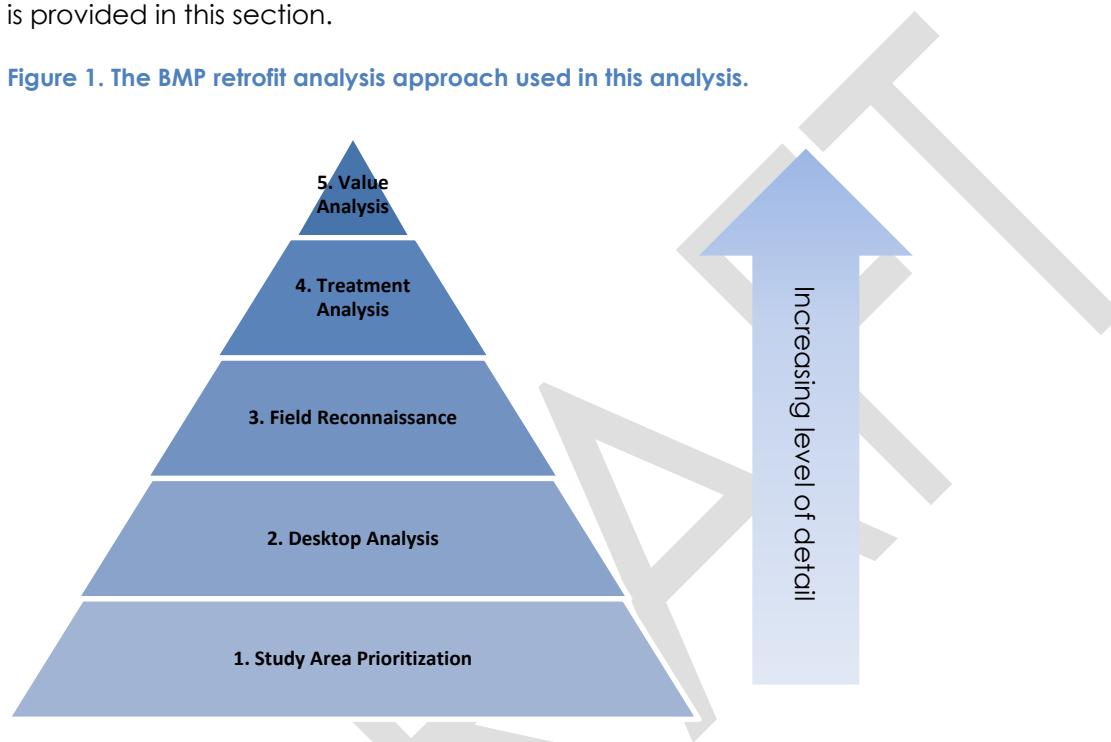 is provided in this section.
Figure 1. The BMP retrofit analysis approach used in this analysis.
5. Value
Analysis
4. Treatment
Analysis
3. Field Reconnaissance
2. Desktop Analysis
1. Study Area Prioritization
Increasing level of detail
DRAFT